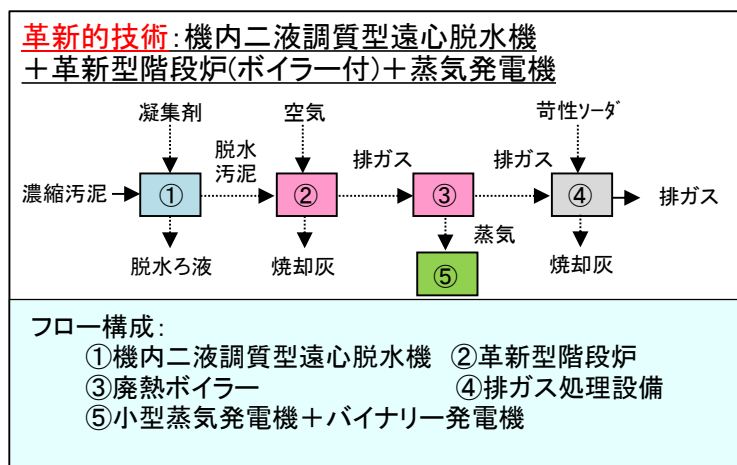 革新的技術:機内二液調質型遠心脱水機
＋革新型階段炉(ボイラー付)＋蒸気発電機
凝集剤
空気
苛性ｿｰﾀﾞ
脱水
汚泥
排ガス
排ガス
濃縮汚泥
①
②
③
④
排ガス
脱水ろ液
焼却灰
蒸気
焼却灰
⑤
フロー構成:
①機内二液調質型遠心脱水機 ②革新型階段炉
③廃熱ボイラー ④排ガス処理設備
⑤小型蒸気発電機＋バイナリー発電機